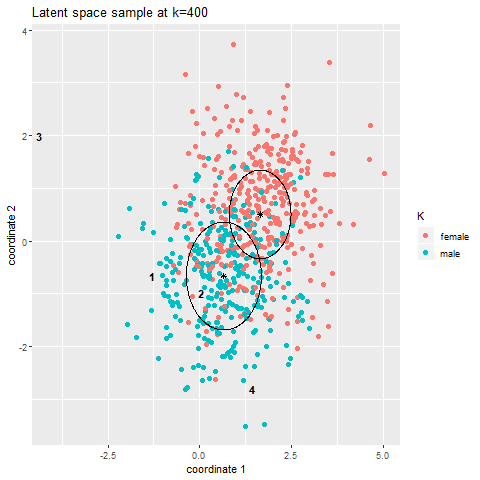 Latent space sample at k=400
4
2
0
-2
coordinate 2
3
1
2
4
-2.5
0.0
2.5
5.0
coordinate 1
K
female
male